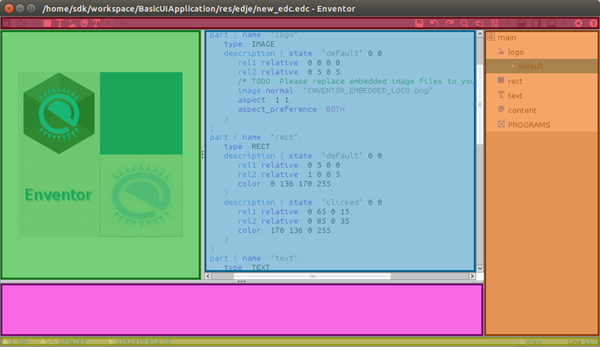 /home/sdk/workspace/BasicUIApplication/res/edje/new_edc.edc - Enventor
part { name "logo"
type IMAGE
description { state "default" 0 0
rel1 relative 0 0 0 0
rel2 relative 0 5 0 5
/* TODO Please replace embedded image files to you
image normal "ENVENTOR_EMBEDDED_LOGO png"
aspect 1 1
aspect_preference BOTH
}
}
part { name "rect"
type RECT
description { state "default" 0 0
rel1 relative 0 5 0 0
rel2 relative 1 0 0 5
color 0 136 170 255
}
description { state "clicked" 0 0
rel1 relative 0 65 0 15
rel2 relative 0 85 0 35
color 170 136 0 255
}
}
part { name "text"
type TEXT
Enventor
main
logo
default
rect
text
content
PROGRAMS
main